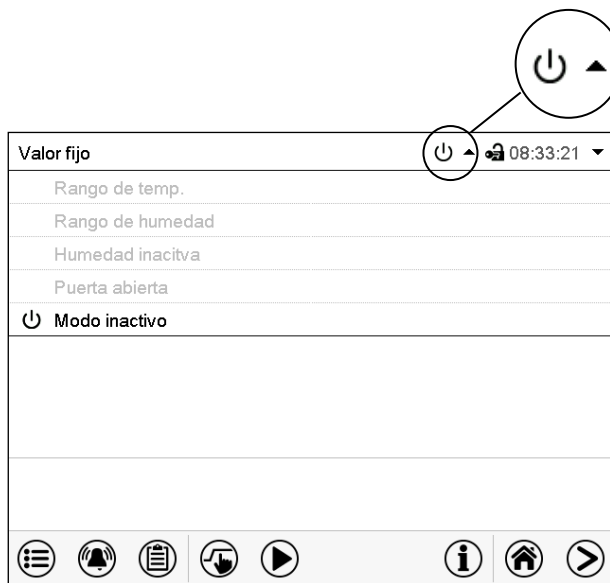 Valor fijo 08:33:21
Rango de temp.
Rango de humedad
Humedad inacitva
Puerta abierta
Modo inactivo